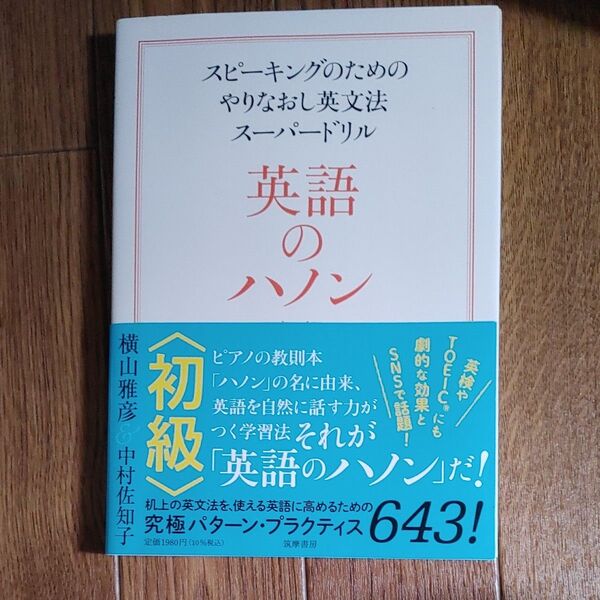 スピーキングのための
やりなおし英文法
スーパードリル
英語
の
ハノン
〈初級〉
横山雅彦&中村佐知子
ピアノの教則本
「ハノン」の名に由来、
英語を自然に話す力が
つく学習法 それが
「英語のハノン」だ!
英検や
TOEIC®にも
劇的な効果と
SNSで話題!
机上の英文法を、使える英語に高めるための
究極パターン・プラクティス643!
定価1980円(10%税込) 筑摩書房